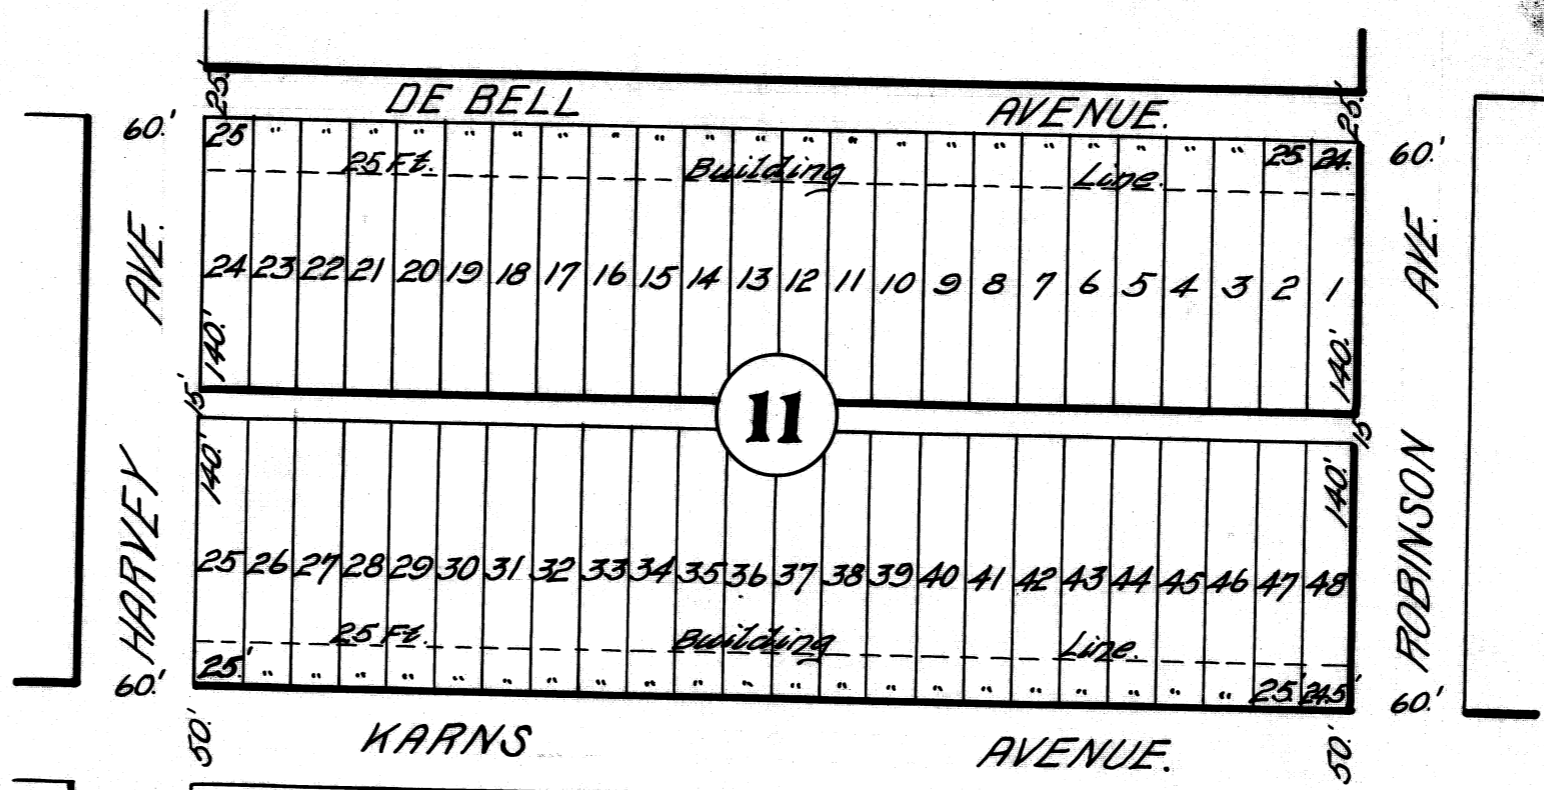 25' 25.'
DE BELL AVENUE.
60.' 25 " " " " " " " " " " " " " " " " " " " " " 25 24. 60.'
25 Ft. Building Line.
AVE. AVE.
24 23 22 21 20 19 18 17 16 15 14 13 12 11 10 9 8 7 6 5 4 3 2 1
140.' 140.'
15' 11 15'
140.' 140.'
HARVEY ROBINSON
25 26 27 28 29 30 31 32 33 34 35 36 37 38 39 40 41 42 43 44 45 46 47 48
25 Ft. Building Line.
60.' 25.' " " " " " " " " " " " " " " " " " " " " " 25' 24.5' 60.'
50.' KARNS AVENUE. 50.'